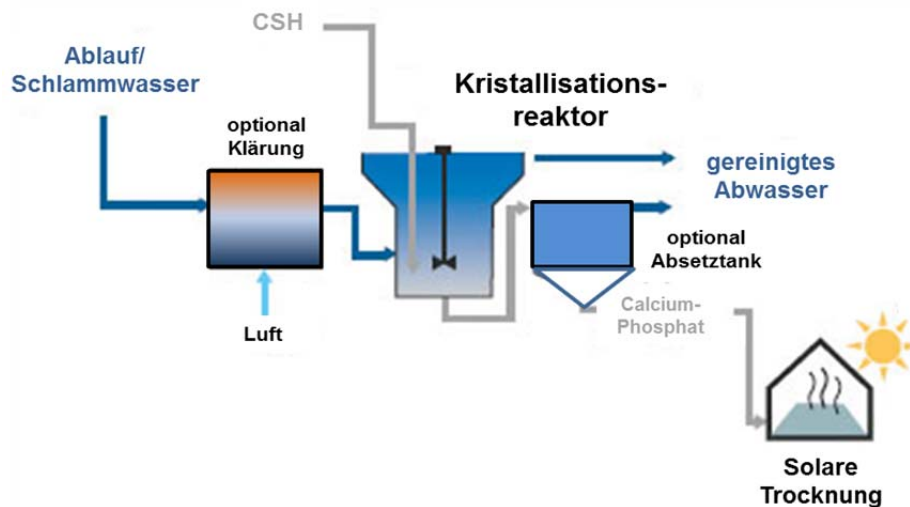 CSH
Ablauf/
Schlammwasser
optional
Klärung
Kristallisations-
reaktor
gereinigtes
Abwasser
optional
Absetztank
Luft
Calcium-
Phosphat
Solare
Trocknung